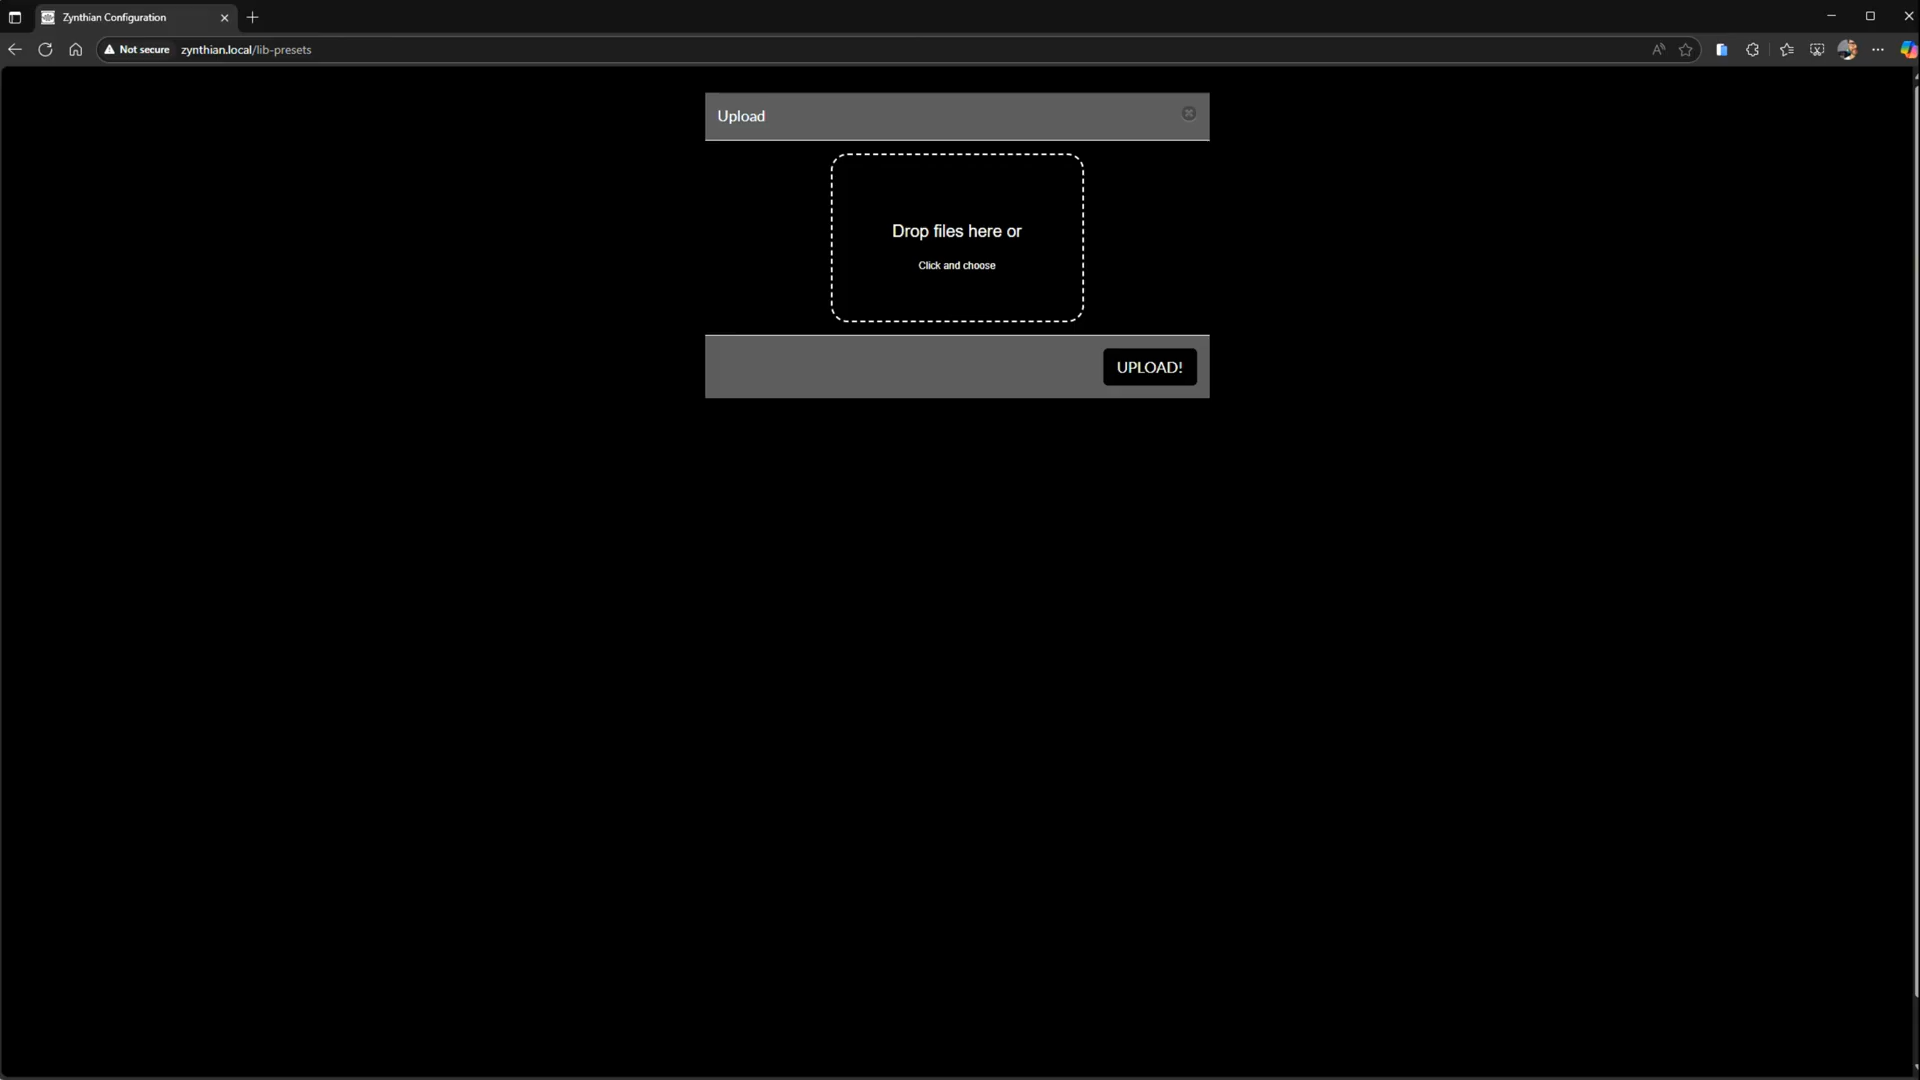 Zynthian Configuration
Not secure
zynthian.local/lib-presets
Upload
Drop files here or
Click and choose
UPLOAD!